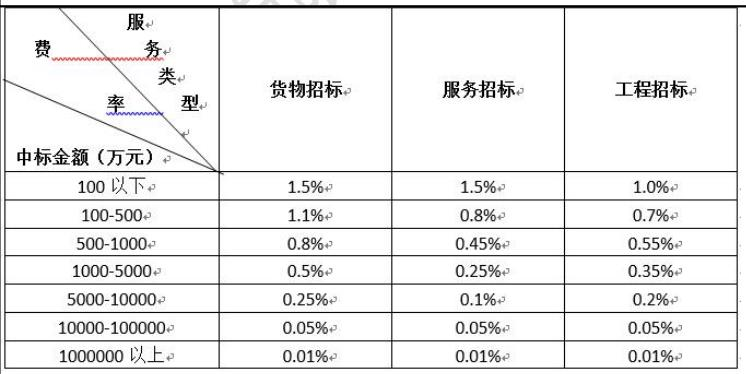 服
费 务
类
率 型
中标金额（万元） 货物招标 服务招标 工程招标
100 以下 1.5% 1.5% 1.0%
100-500 1.1% 0.8% 0.7%
500-1000 0.8% 0.45% 0.55%
1000-5000 0.5% 0.25% 0.35%
5000-10000 0.25% 0.1% 0.2%
10000-100000 0.05% 0.05% 0.05%
1000000 以上 0.01% 0.01% 0.01%